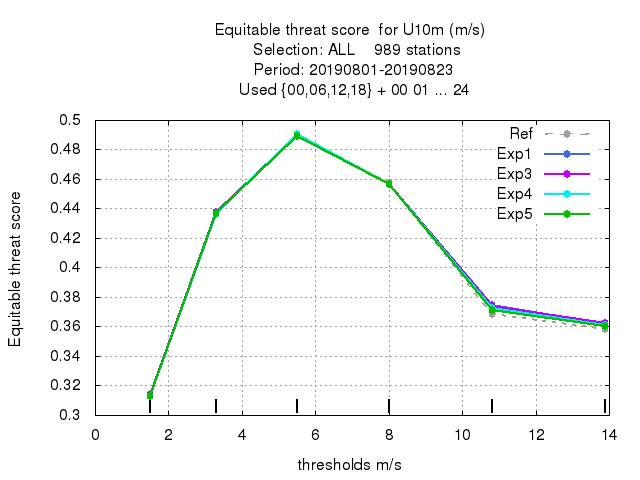 Equitable threat score  for U10m (m/s)
Selection: ALL    989 stations
Period: 20190801-20190823
Used {00,06,12,18} + 00 01 ... 24
Equitable threat score
0.5
0.48
0.46
0.44
0.42
0.4
0.38
0.36
0.34
0.32
0.3
Ref
Exp1
Exp3
Exp4
Exp5
0 2 4 6 8 10 12 14
thresholds m/s